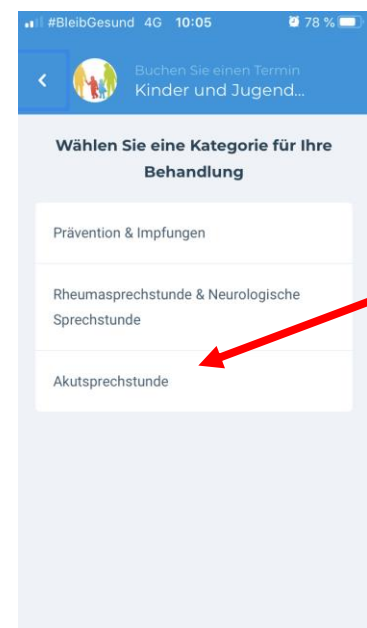 #BleibGesund 4G 10:05 78 %
Buchen Sie einen Termin
Kinder und Jugend...
Wählen Sie eine Kategorie für Ihre
Behandlung
Prävention & Impfungen
Rheumasprechstunde & Neurologische
Sprechstunde
Akutsprechstunde